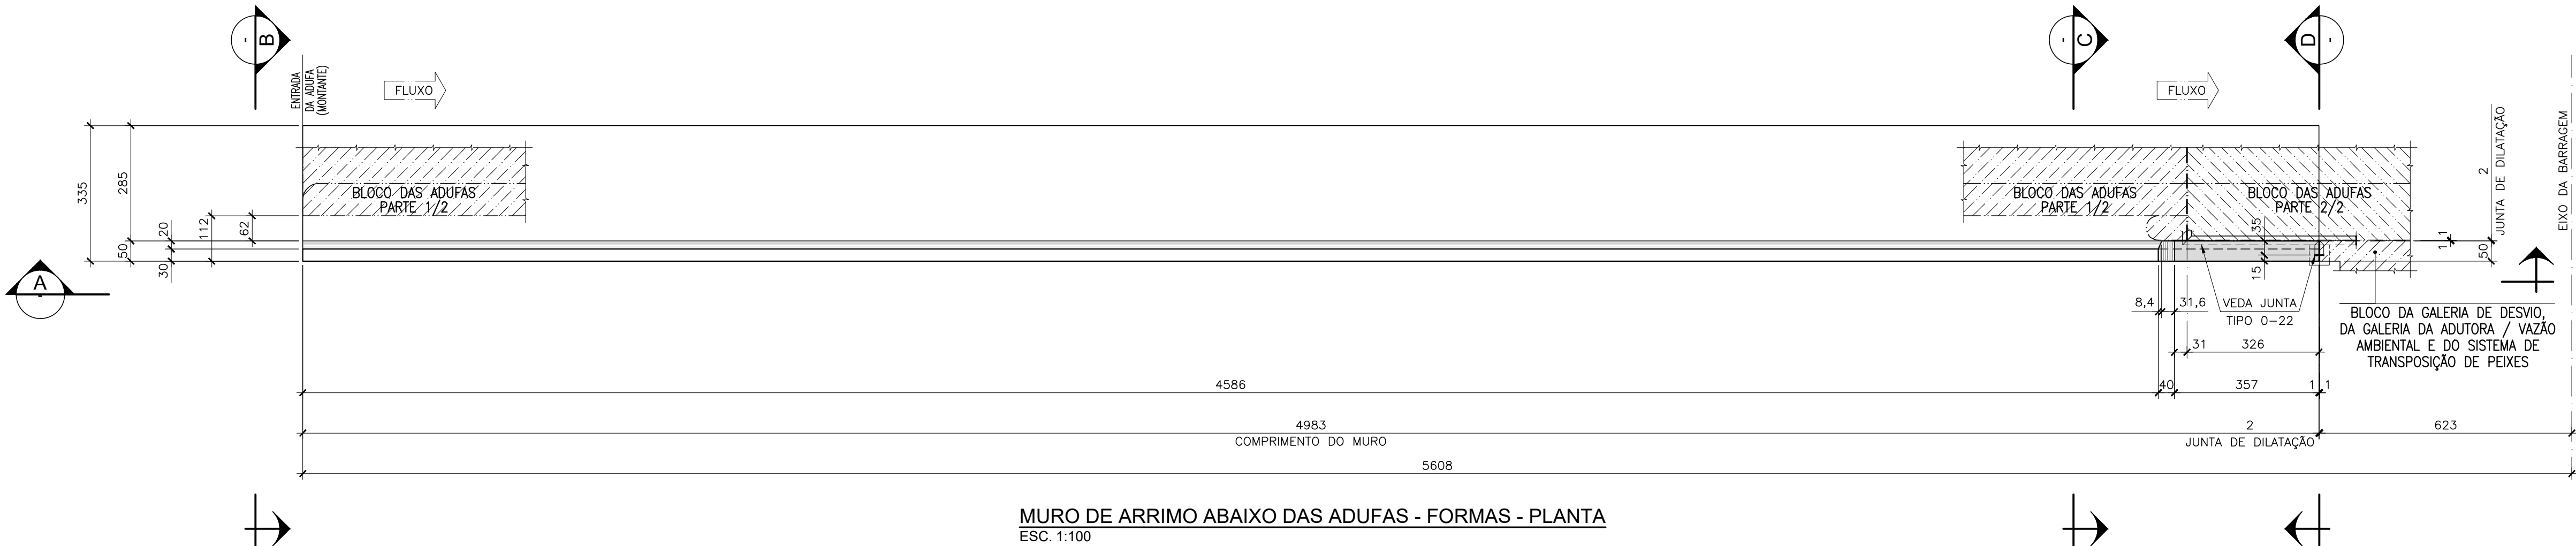 B
C
D
ENTRADA
DA ADUFA
(MONTANTE)
FLUXO
FLUXO
335
285
50
20
30
112
62
BLOCO DAS ADUFAS
PARTE 1/2
BLOCO DAS ADUFAS
PARTE 1/2
BLOCO DAS ADUFAS
PARTE 2/2
35
15
1
1
2
50
JUNTA DE DILATAÇÃO
EIXO DA BARRAGEM
A
8,4
31,6
VEDA JUNTA
TIPO O-22
BLOCO DA GALERIA DE DESVIO,
DA GALERIA DA ADUTORA / VAZÃO
AMBIENTAL E DO SISTEMA DE
TRANSPOSIÇÃO DE PEIXES
31
326
4586
40
357
1
1
4983
COMPRIMENTO DO MURO
2
JUNTA DE DILATAÇÃO
623
5608
MURO DE ARRIMO ABAIXO DAS ADUFAS - FORMAS - PLANTA
ESC. 1:100